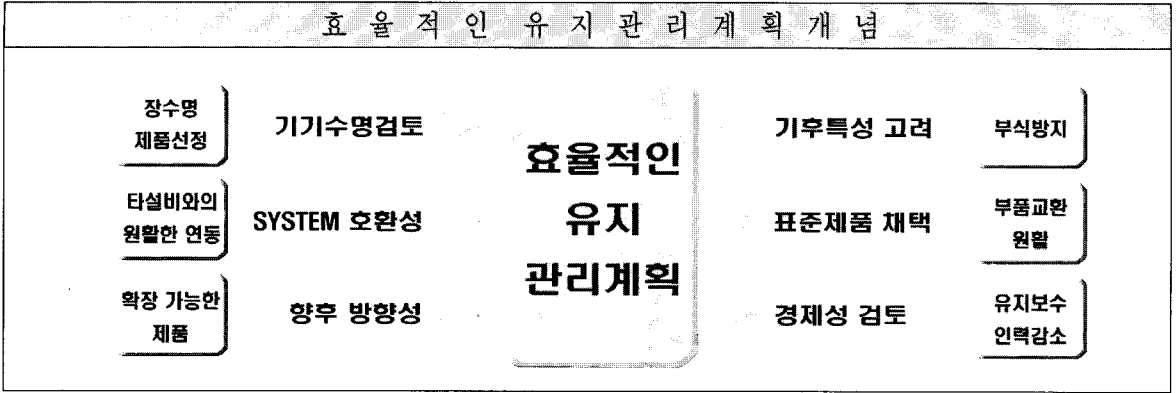 효 율 적 인 유 지 관 리 계 획 개 념
장수명
제품선정
기기수명검토
타설비와의
원활한 연동
SYSTEM 호환성
확장 가능한
제품
향후 방향성
효율적인
유지
관리계획
기후특성 고려
부식방지
표준제품 채택
부품교환
원활
경제성 검토
유지보수
인력감소